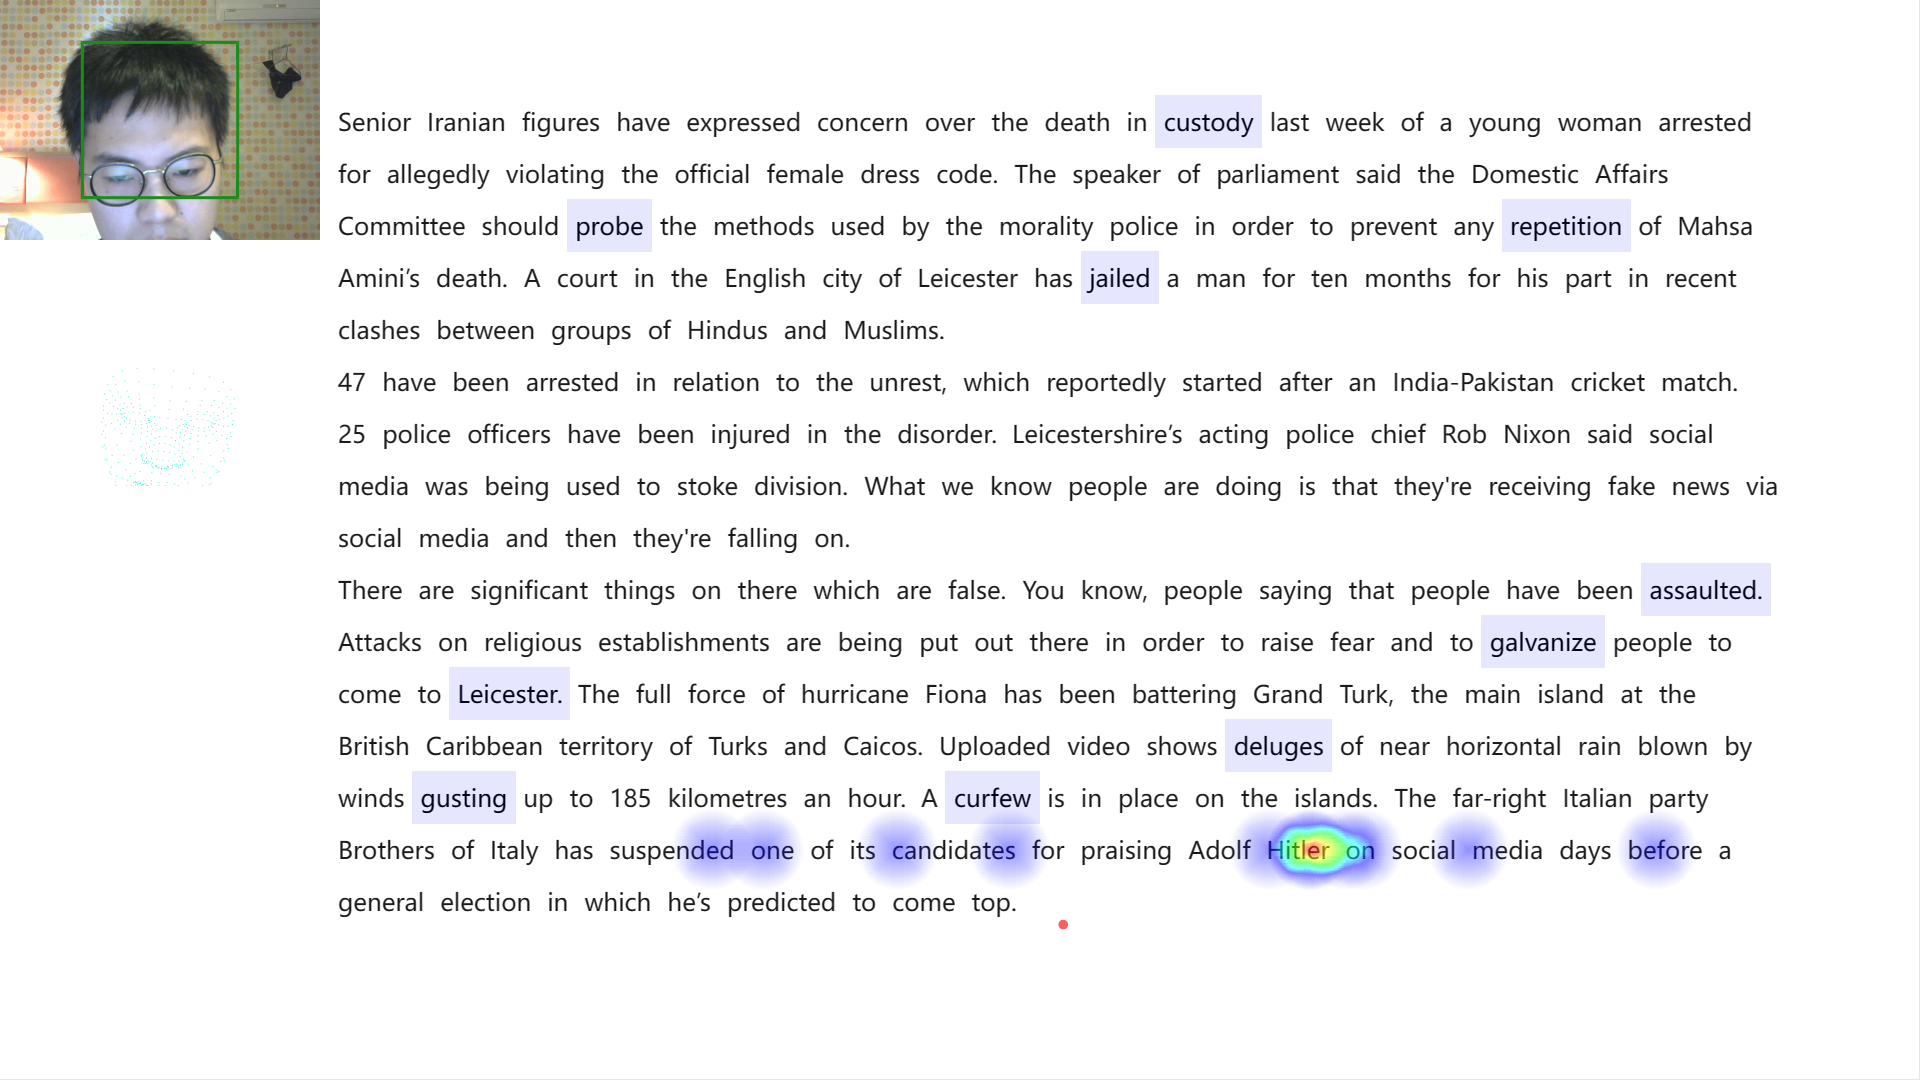 Senior Iranian figures have expressed concern over the death in custody last week of a young woman arrested
for allegedly violating the official female dress code. The speaker of parliament said the Domestic Affairs
Committee should probe the methods used by the morality police in order to prevent any repetition of Mahsa
Amini’s death. A court in the English city of Leicester has jailed a man for ten months for his part in recent
clashes between groups of Hindus and Muslims.
47 have been arrested in relation to the unrest, which reportedly started after an India-Pakistan cricket match.
25 police officers have been injured in the disorder. Leicestershire’s acting police chief Rob Nixon said social
media was being used to stoke division. What we know people are doing is that they're receiving fake news via
social media and then they're falling on.
There are significant things on there which are false. You know, people saying that people have been assaulted.
Attacks on religious establishments are being put out there in order to raise fear and to galvanize people to
come to Leicester. The full force of hurricane Fiona has been battering Grand Turk, the main island at the
British Caribbean territory of Turks and Caicos. Uploaded video shows deluges of near horizontal rain blown by
winds gusting up to 185 kilometres an hour. A curfew is in place on the islands. The far-right Italian party
Brothers of Italy has suspended one of its candidates for praising Adolf Hitler on social media days before a
general election in which he’s predicted to come top.